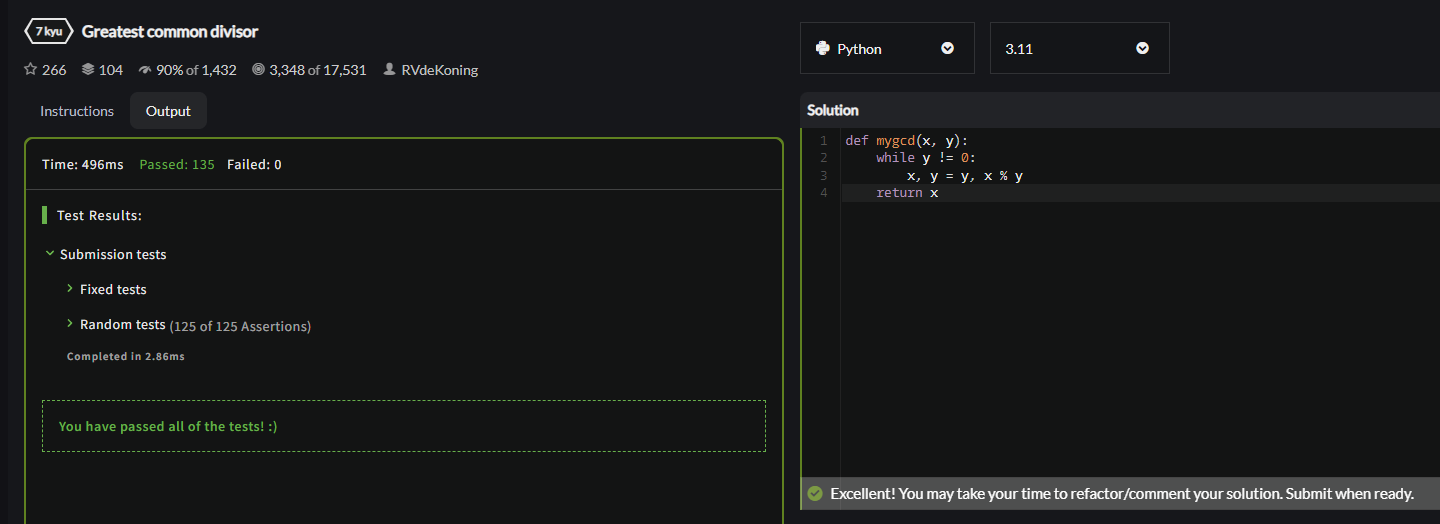 7 kyu Greatest common divisor
266 104 90% of 1,432 3,348 of 17,531 RVdeKoning
Instructions Output
Time: 496ms Passed: 135 Failed: 0
Test Results:
Submission tests
Fixed tests
Random tests (125 of 125 Assertions)
Completed in 2.86ms
You have passed all of the tests! :)
Python 3.11
Solution
1 def mygcd(x, y):
2     while y != 0:
3         x, y = y, x % y
4     return x
Excellent! You may take your time to refactor/comment your solution. Submit when ready.